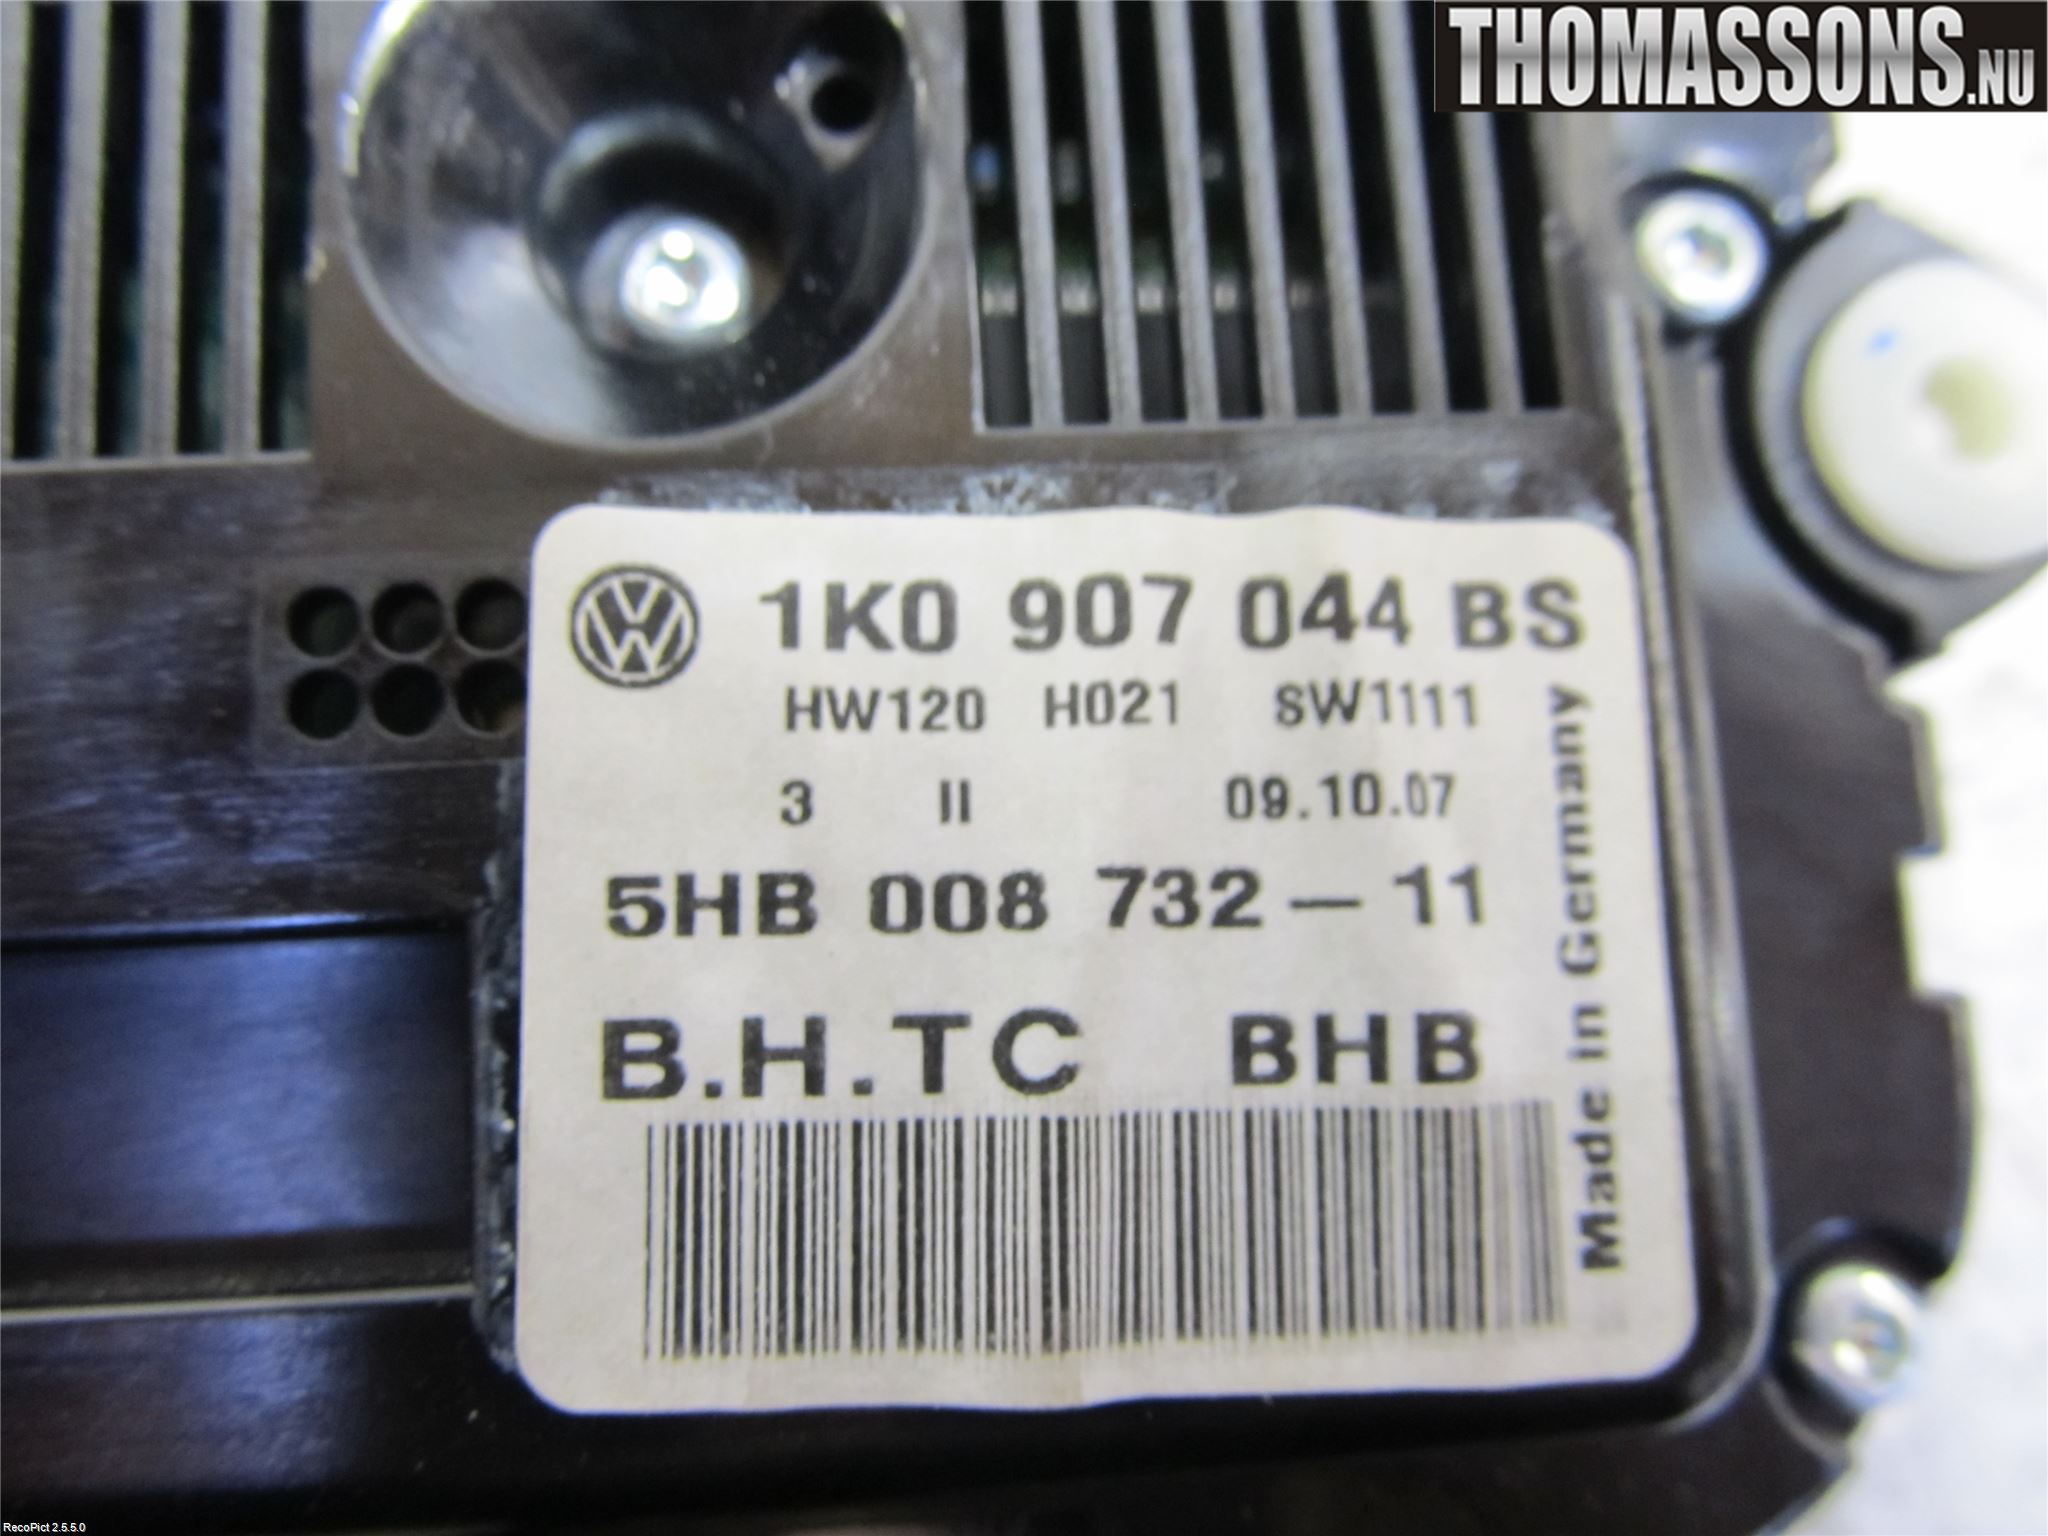 THOMASSONS.NU
1K0 907 044 BS
HW120 H021 SW1111
3 II 09.10.07
5HB 008 732-11
B.H.TC BHB
Made in Germany
RecoPict 2.5.5.0